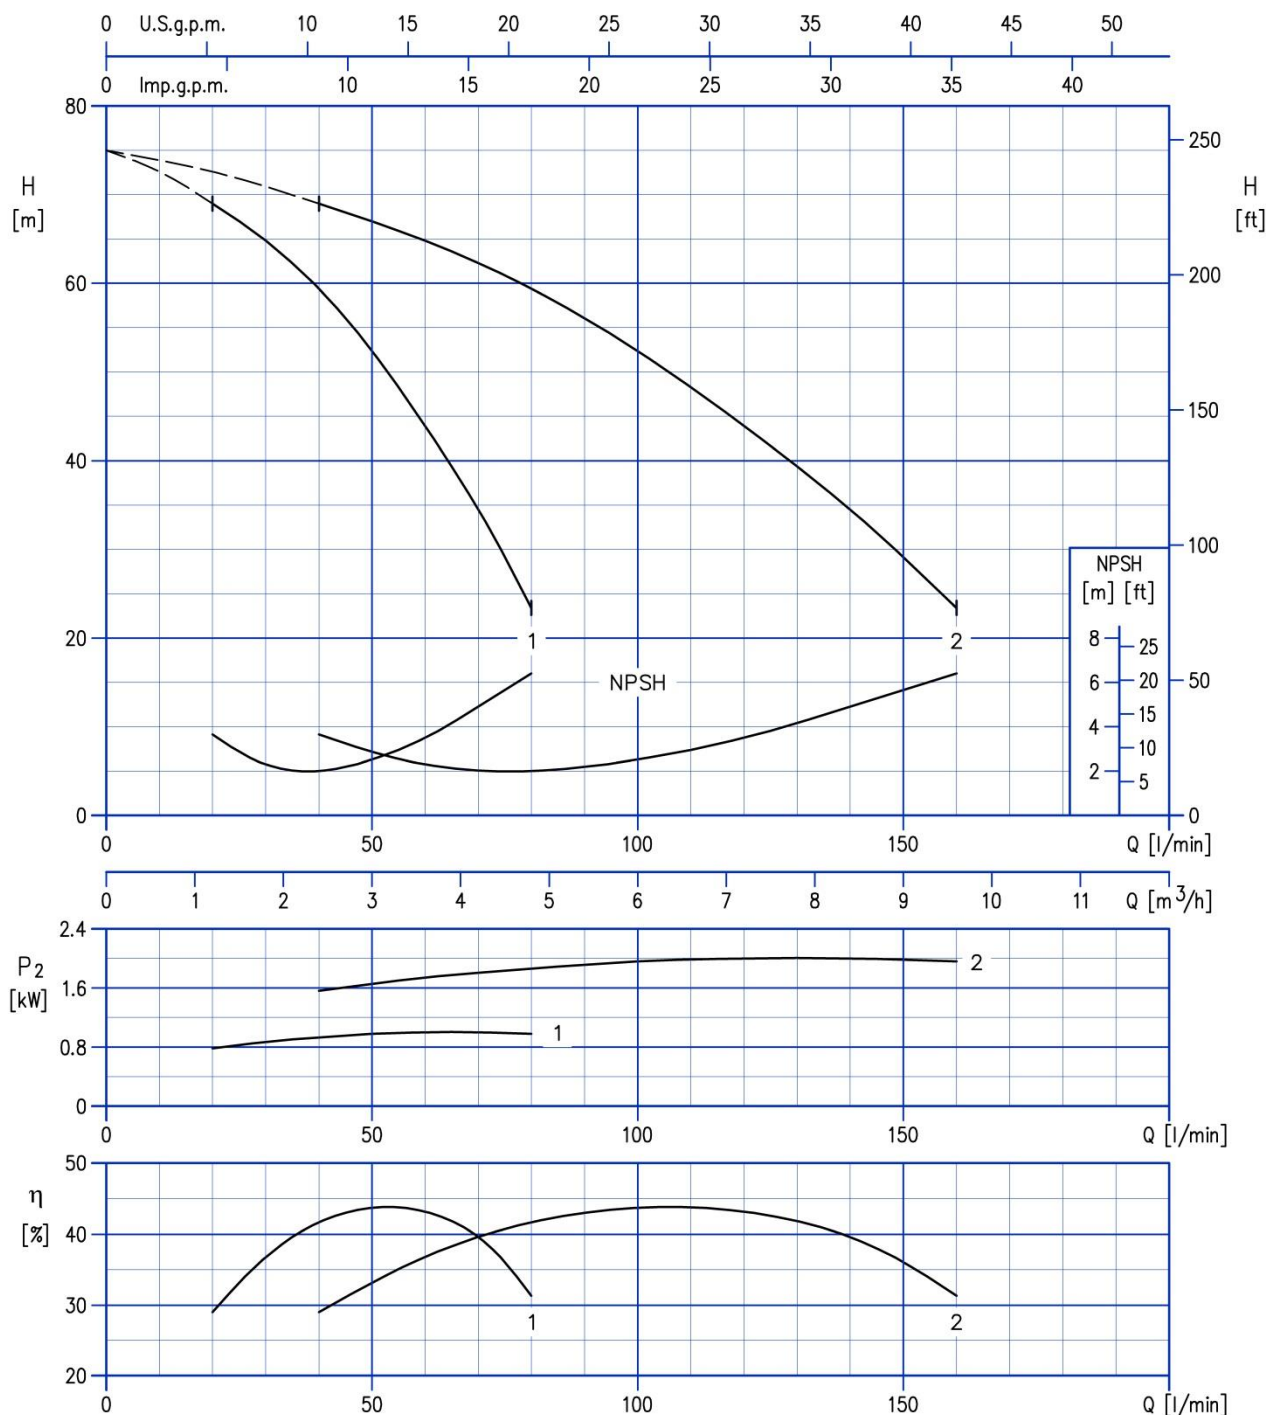 0 U.S.g.p.m. 10 15 20 25 30 35 40 45 50
0 Imp.g.p.m. 10 15 20 25 30 35 40
80
250
H
[m]
H
[ft]
60
200
150
40
100
NPSH
[m] [ft]
20
1
2
8
25
NPSH
6
20
50
15
4
10
2
5
0
0
0 50 100 150 Q [l/min]
0 1 2 3 4 5 6 7 8 9 10 11 Q [m³/h]
2.4
P2
[kW]
2
1.6
1
0.8
0
0 50 100 150 Q [l/min]
50
η
[%]
40
30
1
2
20
0 50 100 150 Q [l/min]